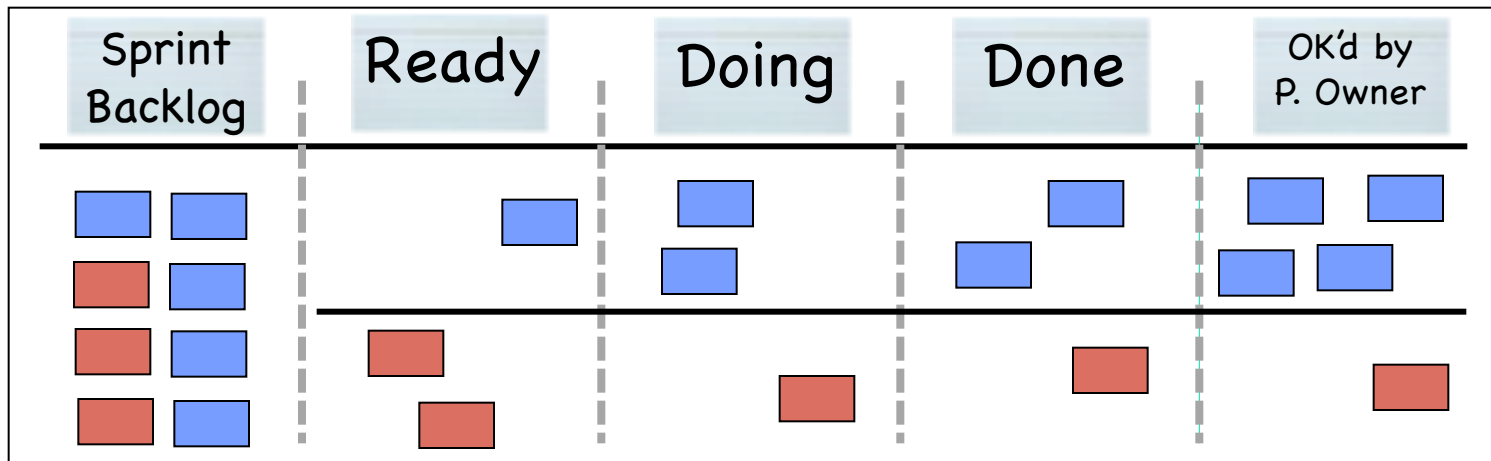 Sprint
Backlog
Ready
Doing
Done
OK'd by
P. Owner